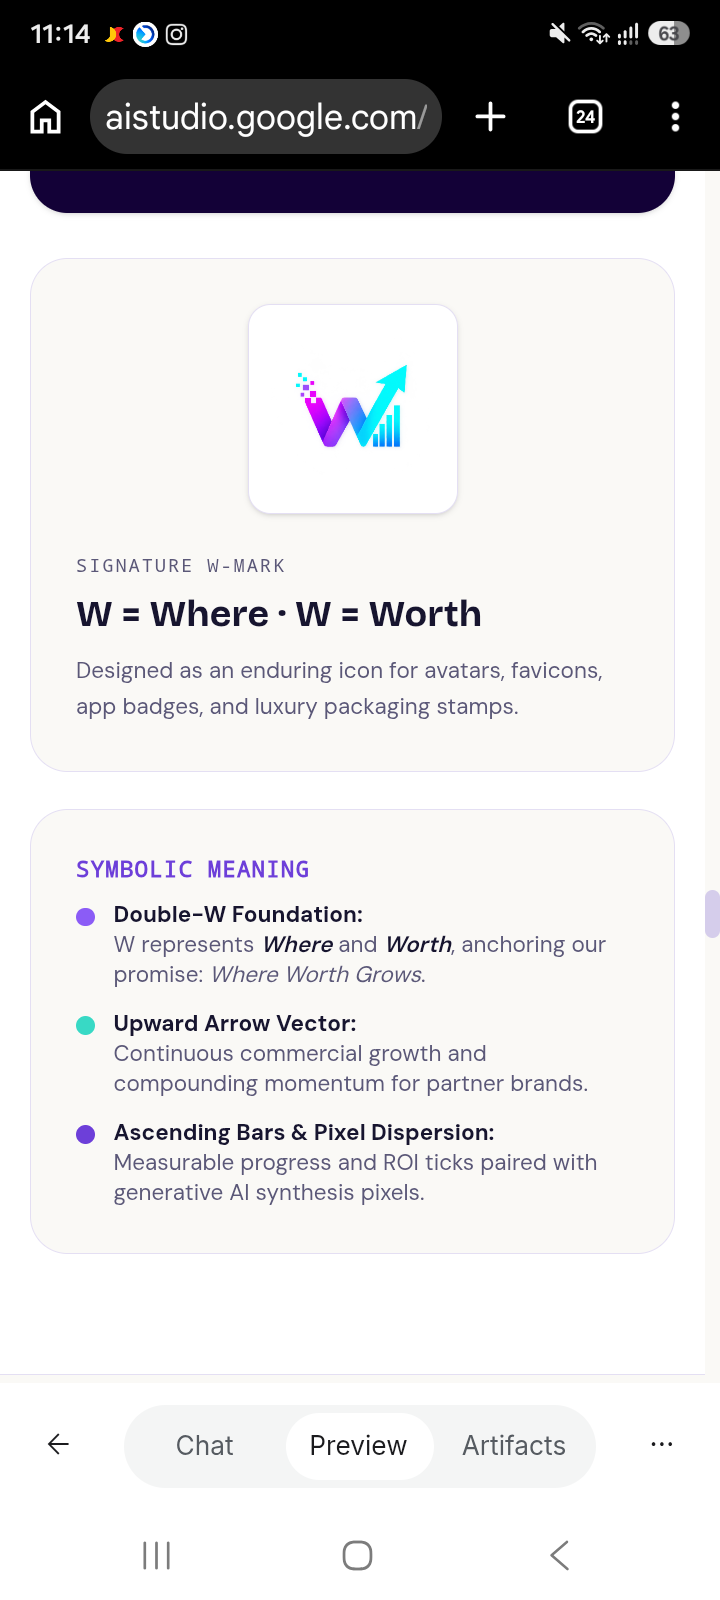 11:14
63
aistudio.google.com/
24
W
SIGNATURE W-MARK
W = Where · W = Worth
Designed as an enduring icon for avatars, favicons,
app badges, and luxury packaging stamps.
SYMBOLIC MEANING
Double-W Foundation:
W represents Where and Worth, anchoring our
promise: Where Worth Grows.
Upward Arrow Vector:
Continuous commercial growth and
compounding momentum for partner brands.
Ascending Bars & Pixel Dispersion:
Measurable progress and ROI ticks paired with
generative AI synthesis pixels.
Chat
Preview
Artifacts